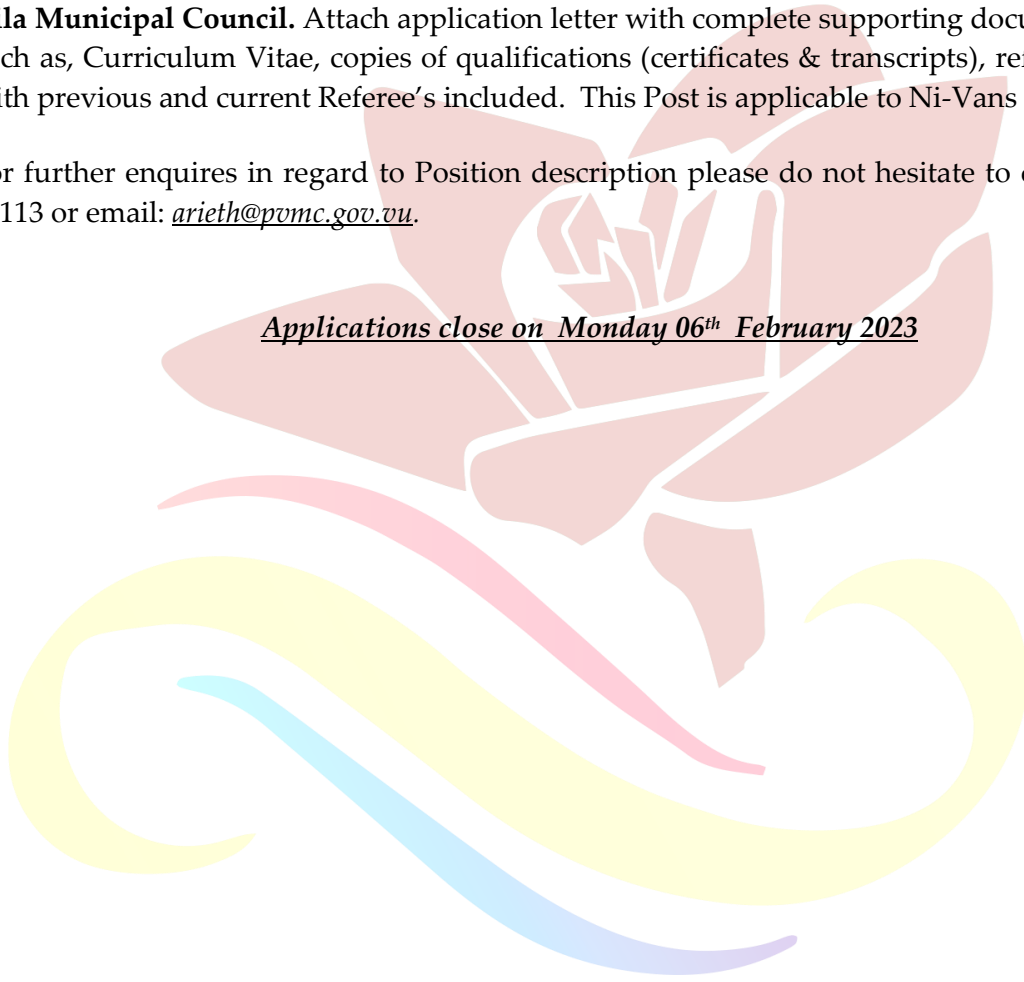 lla Municipal Council. Attach application letter with complete supporting docu
ch as, Curriculum Vitae, copies of qualifications (certificates & transcripts), re
ith previous and current Referee's included. This Post is applicable to Ni-Vans
or further enquires in regard to Position description please do not hesitate to
113 or email: arieth@pvmc.gov.vu.
Applications close on Monday 06th February 2023